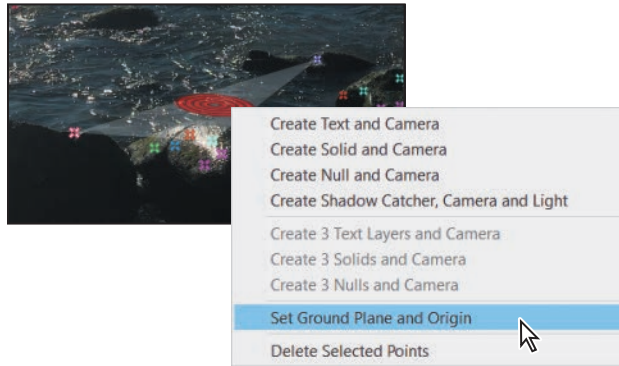 Create Text and Camera
Create Solid and Camera
Create Null and Camera
Create Shadow Catcher, Camera and Light
Create 3 Text Layers and Camera
Create 3 Solids and Camera
Create 3 Nulls and Camera
Set Ground Plane and Origin
Delete Selected Points